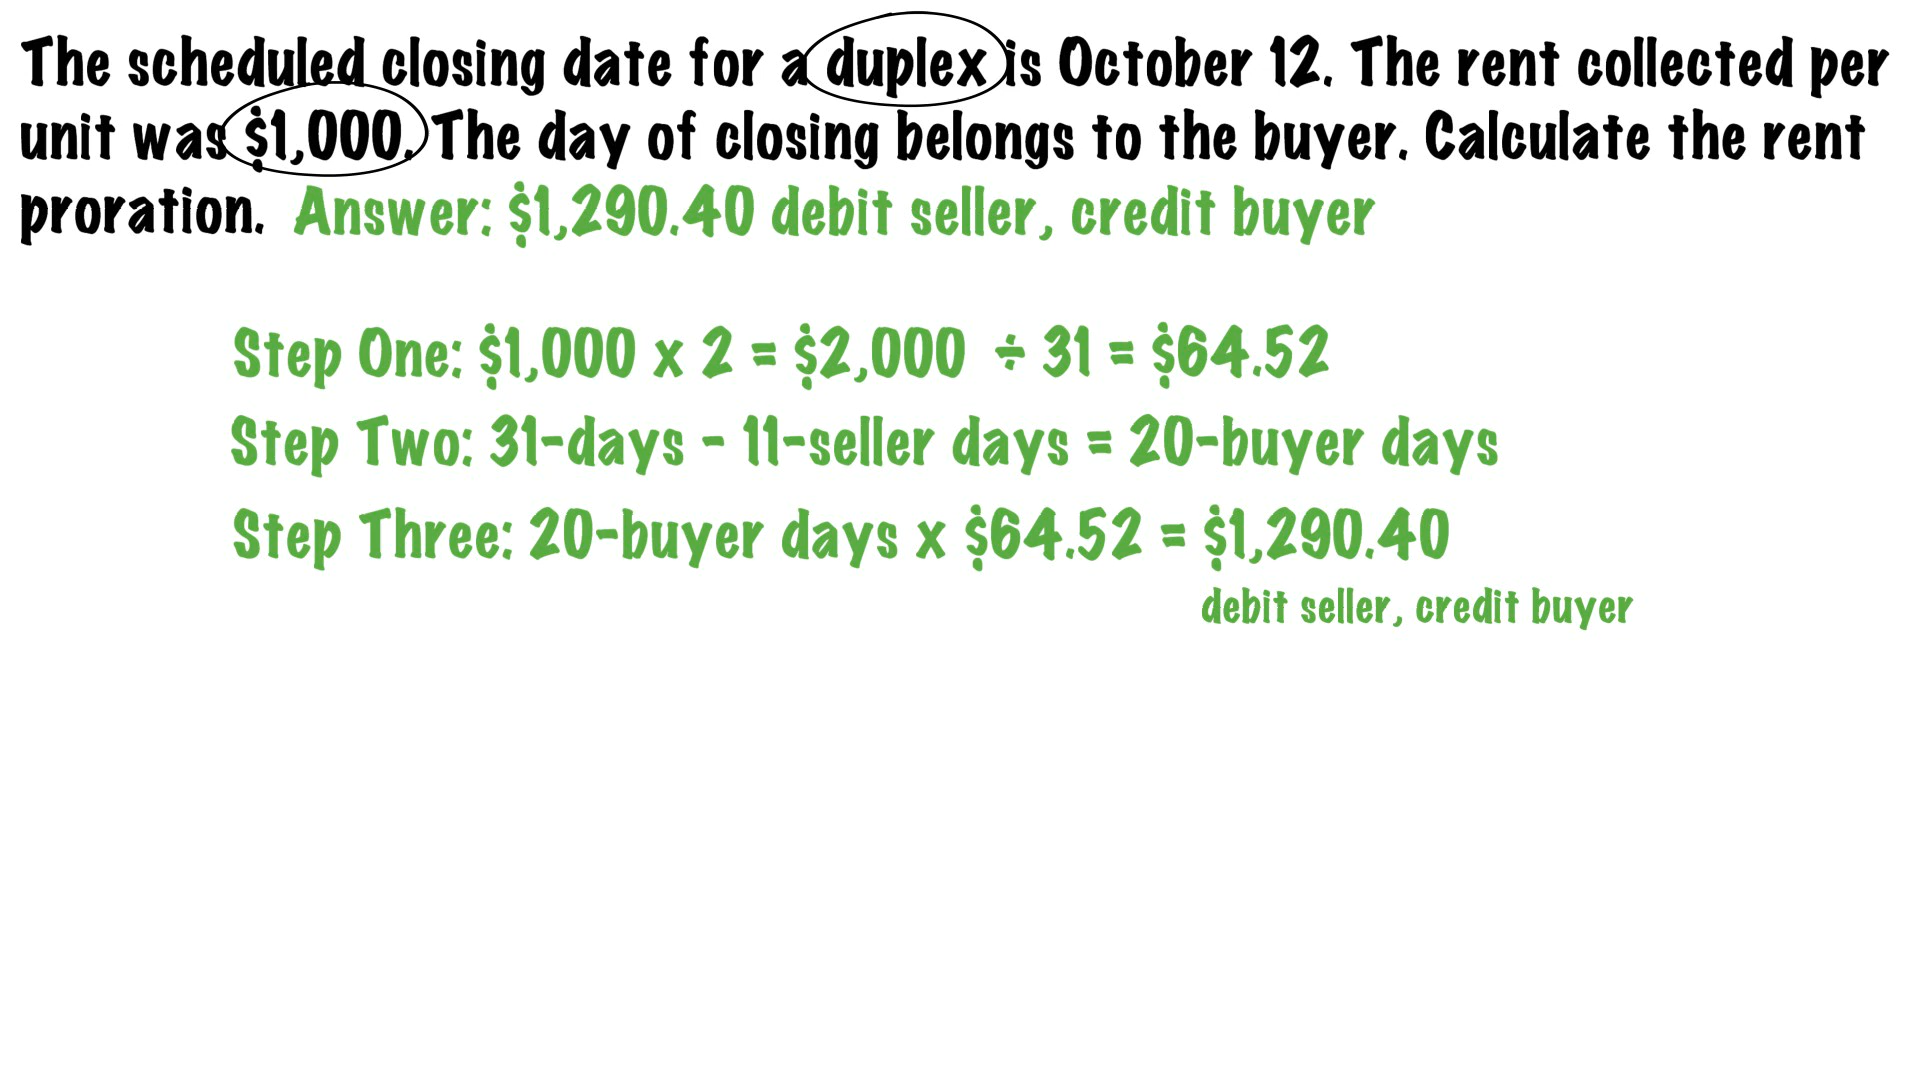 The scheduled closing date for a duplex is October 12. The rent collected per
unit was $1,000. The day of closing belongs to the buyer. Calculate the rent
proration. Answer: $1,290.40 debit seller, credit buyer
Step One: $1,000 x 2 = $2,000 ÷ 31 = $64.52
Step Two: 31-days - 11-seller days = 20-buyer days
Step Three: 20-buyer days x $64.52 = $1,290.40
debit seller, credit buyer